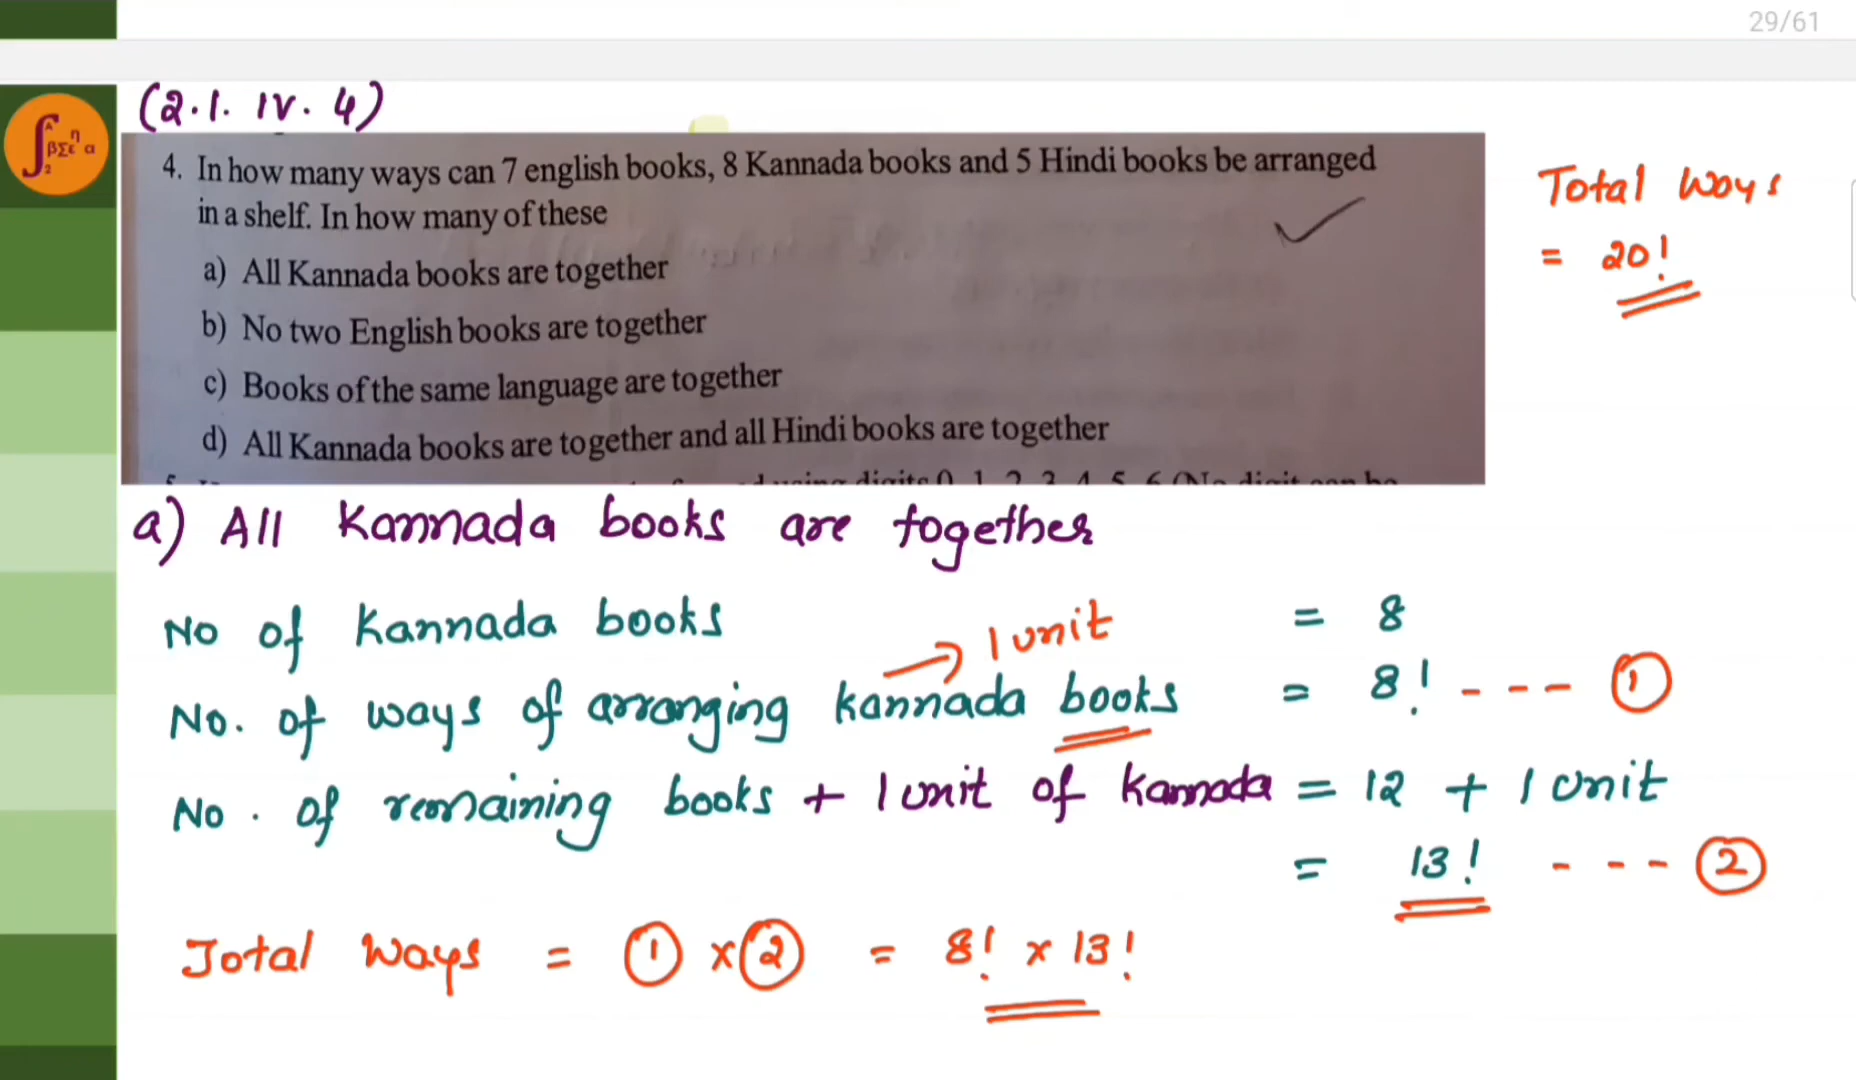 29/61
(2.1. IV. 4)
4. In how many ways can 7 english books, 8 Kannada books and 5 Hindi books be arranged
in a shelf. In how many of these
a) All Kannada books are together
b) No two English books are together
c) Books of the same language are together
d) All Kannada books are together and all Hindi books are together
Total ways
= 20!
a) All Kannada books are together
No of Kannada books = 8
→ 1 unit
No. of ways of arranging kannada books = 8! - - - ①
No. of remaining books + 1 unit of kannada = 12 + 1 unit
= 13! - - - ②
Total ways = ① × ② = 8! × 13!